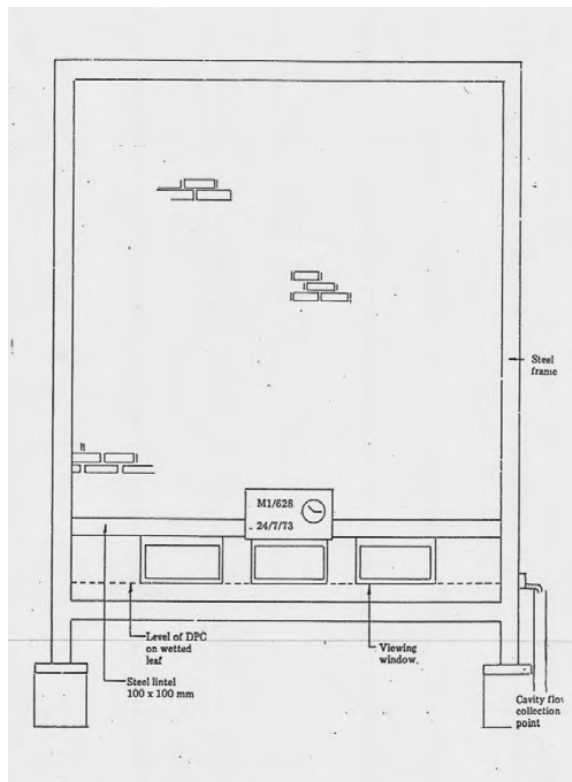 Steel
frame
M1/628
24/7/73
Level of DPC
on wetted
leaf
Viewing
window.
Steel lintel
100 x 100 mm
Cavity flow
collection
point